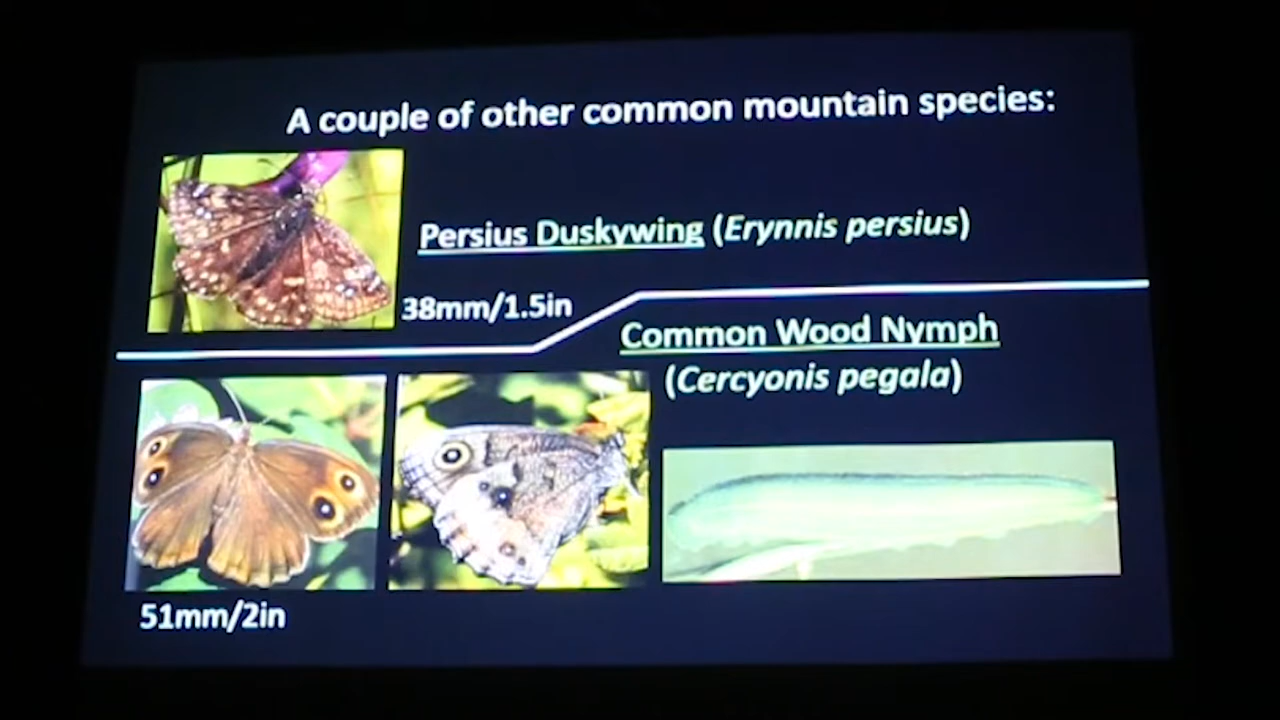 A couple of other common mountain species:
Persius Duskywing (Erynnis persius)
38mm/1.5in
Common Wood Nymph
(Cercyonis pegala)
51mm/2in